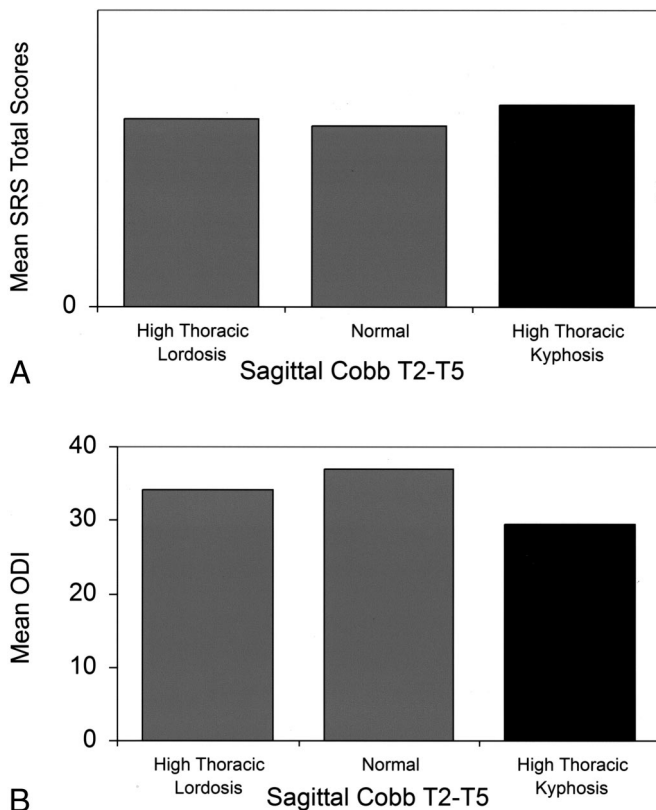 Mean SRS Total Scores
0
High Thoracic
Lordosis
Normal
High Thoracic
Kyphosis
Sagittal Cobb T2-T5
A
40
30
20
10
0
Mean ODI
High Thoracic
Lordosis
Normal
High Thoracic
Kyphosis
Sagittal Cobb T2-T5
B